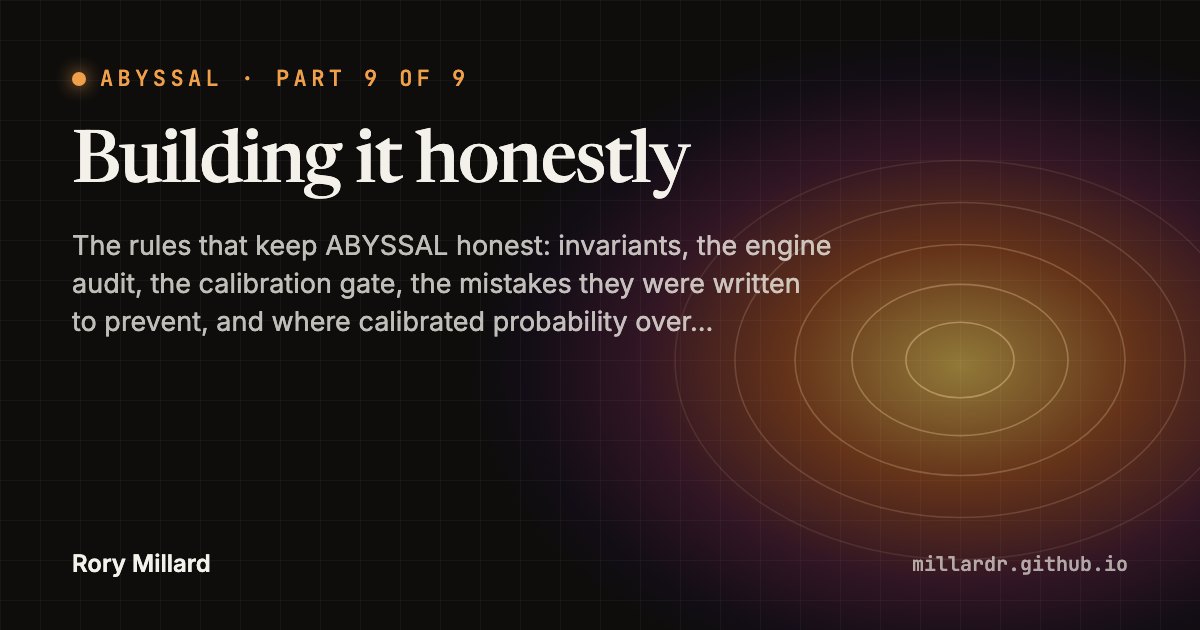 ABYSSAL · PART 9 OF 9
Building it honestly
The rules that keep ABYSSAL honest: invariants, the engine
audit, the calibration gate, the mistakes they were written
to prevent, and where calibrated probability over...
Rory Millard
millardr.github.io